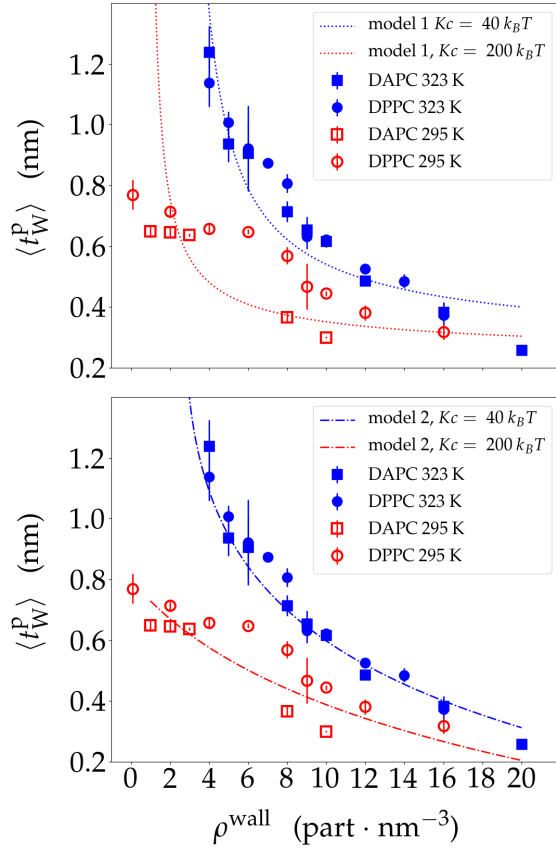 model 1 Kc = 40 k_BT
model 1, Kc = 200 k_BT
DAPC 323 K
DPPC 323 K
DAPC 295 K
DPPC 295 K
1.2
1.0
0.8
0.6
0.4
0.2
⟨t_W^p⟩ (nm)
model 2, Kc = 40 k_BT
model 2, Kc = 200 k_BT
DAPC 323 K
DPPC 323 K
DAPC 295 K
DPPC 295 K
1.2
1.0
0.8
0.6
0.4
0.2
⟨t_W^p⟩ (nm)
0 2 4 6 8 10 12 14 16 18 20
ρ^wall (part · nm^−3)